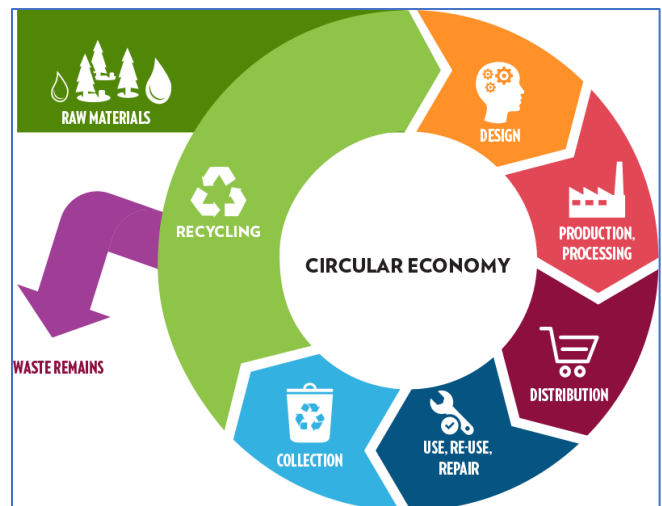 RAW MATERIALS
DESIGN
RECYCLING
PRODUCTION,
PROCESSING
CIRCULAR ECONOMY
WASTE REMAINS
DISTRIBUTION
USE, RE-USE,
REPAIR
COLLECTION